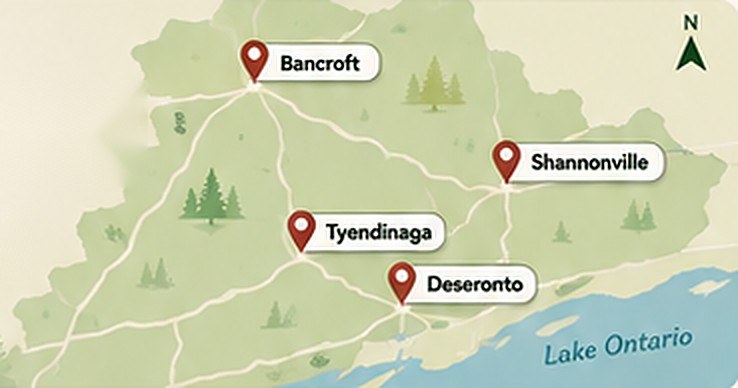 N
Bancroft
Shannonville
Tyendinaga
Deseronto
Lake Ontario